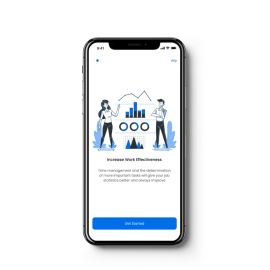 9:41
Skip
Increase Work Effectiveness
Time management and the determination
of more important tasks will give your job
statistics better and always improve
Get Started